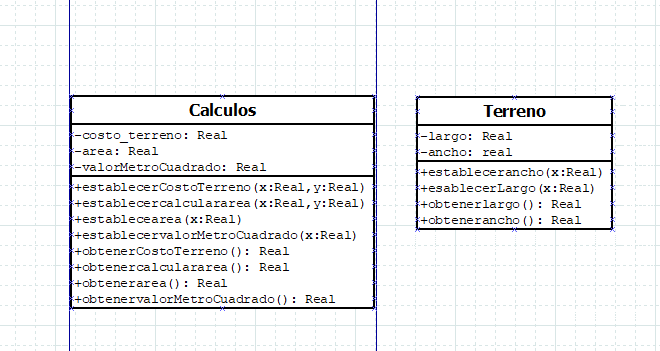 Calculos
-costo_terreno: Real
-area: Real
-valorMetroCuadrado: Real
+establecerCostoTerreno(x:Real,y:Real)
+establecercalculararea(x:Real,y:Real)
+establecearea(x:Real)
+establecervalorMetroCuadrado(x:Real)
+obtenerCostoTerreno(): Real
+obtenercalculararea(): Real
+obtenerarea(): Real
+obtenervalorMetroCuadrado(): Real
Terreno
-largo: Real
-ancho: real
+establecerancho(x:Real)
+esablecerLargo(x:Real)
+obtenerlargo(): Real
+obtenerancho(): Real